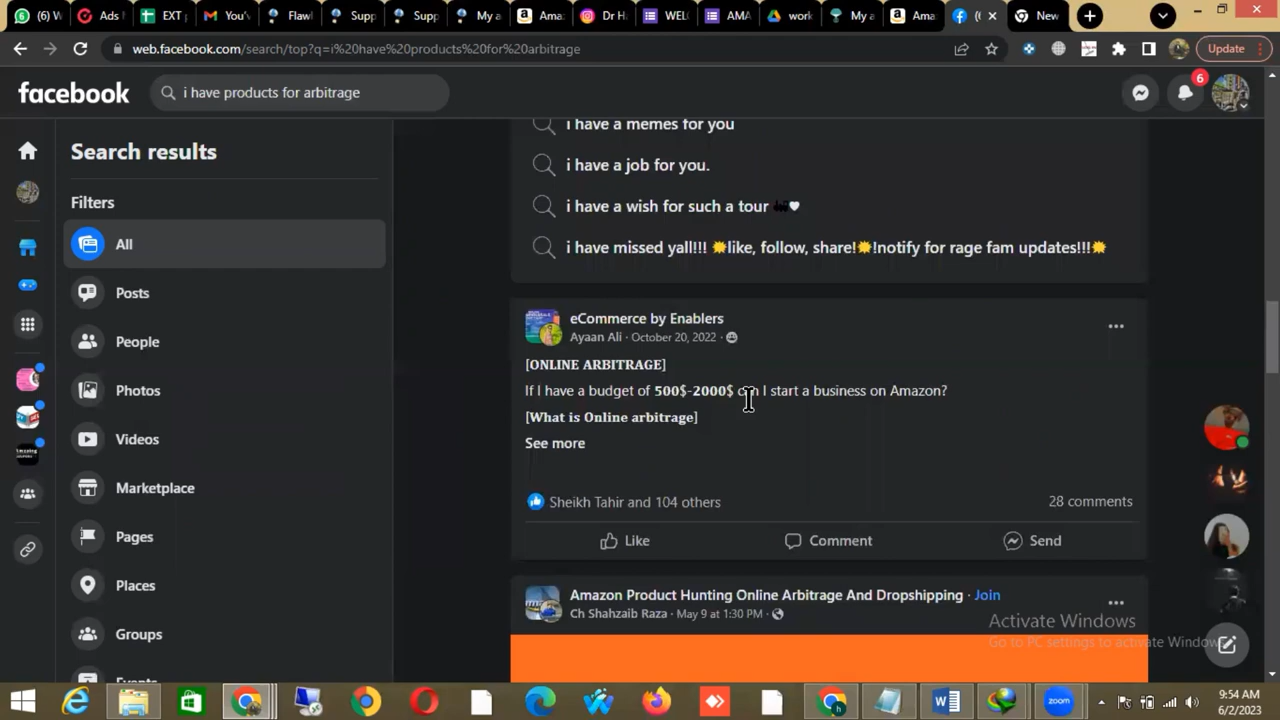 (6) W
Ads M
EXT p
You'v
Flawl
Supp
Supp
My a
Ama
Dr H
WEL
AMA
work
My a
Ama
(
New
web.facebook.com/search/top?q=i%20have%20products%20for%20arbitrage
Update
facebook
i have products for arbitrage
6
Search results
Filters
All
Posts
People
Photos
Videos
Marketplace
Pages
Places
Groups
Events
i have a memes for you
i have a job for you.
i have a wish for such a tour
i have missed yall!!! like, follow, share! !notify for rage fam updates!!!
eCommerce by Enablers
Ayaan Ali · October 20, 2022 ·
[ONLINE ARBITRAGE]
If I have a budget of 500$-2000$ can I start a business on Amazon?
[What is Online arbitrage]
See more
Sheikh Tahir and 104 others
28 comments
Like
Comment
Send
Amazon Product Hunting Online Arbitrage And Dropshipping · Join
Ch Shahzaib Raza · May 9 at 1:30 PM ·
Activate Windows
Go to PC settings to activate Windows
zoom
9:54 AM
6/2/2023